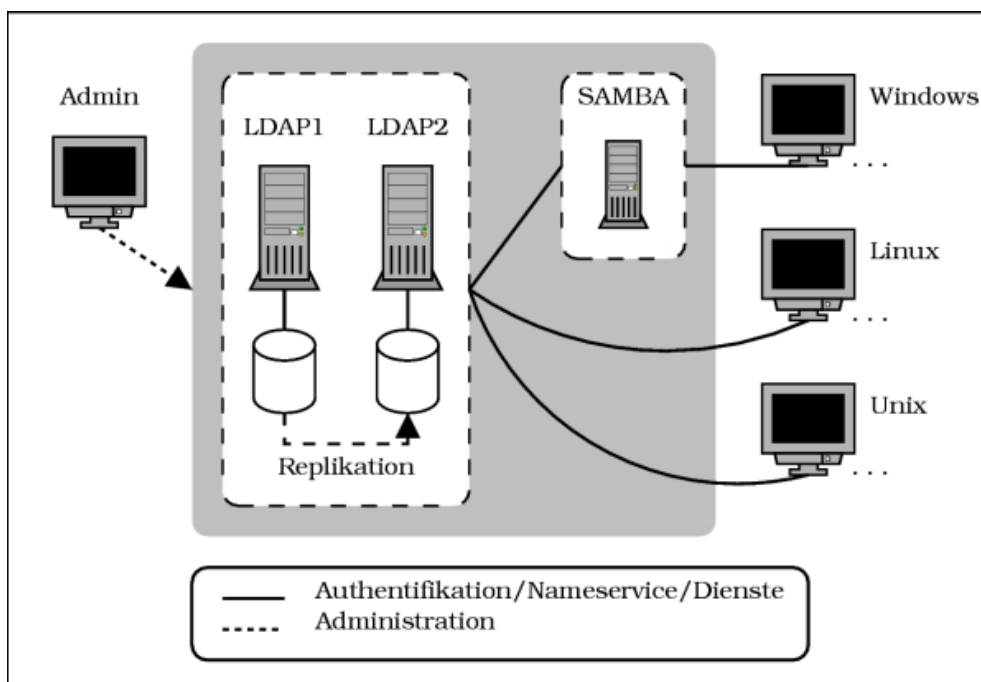 Admin
LDAP1
LDAP2
SAMBA
Windows
...
Linux
...
Unix
...
Replikation
Authentifikation/Nameservice/Dienste
Administration